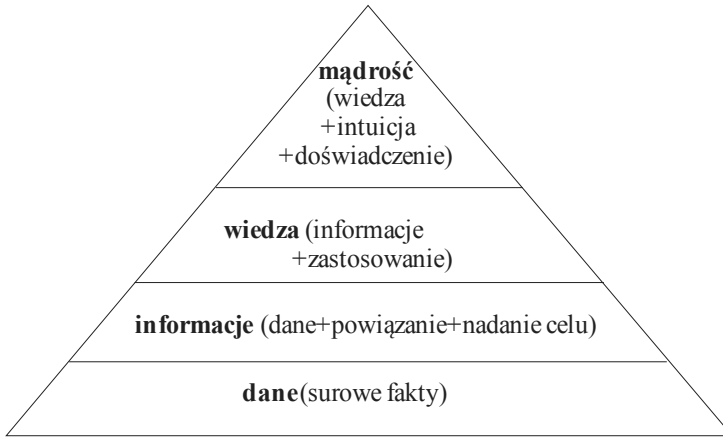 mądrość
(wiedza
+intuicja
+doświadczenie)
wiedza (informacje
+zastosowanie)
informacje (dane+powiązanie+nadanie celu)
dane(surowe fakty)